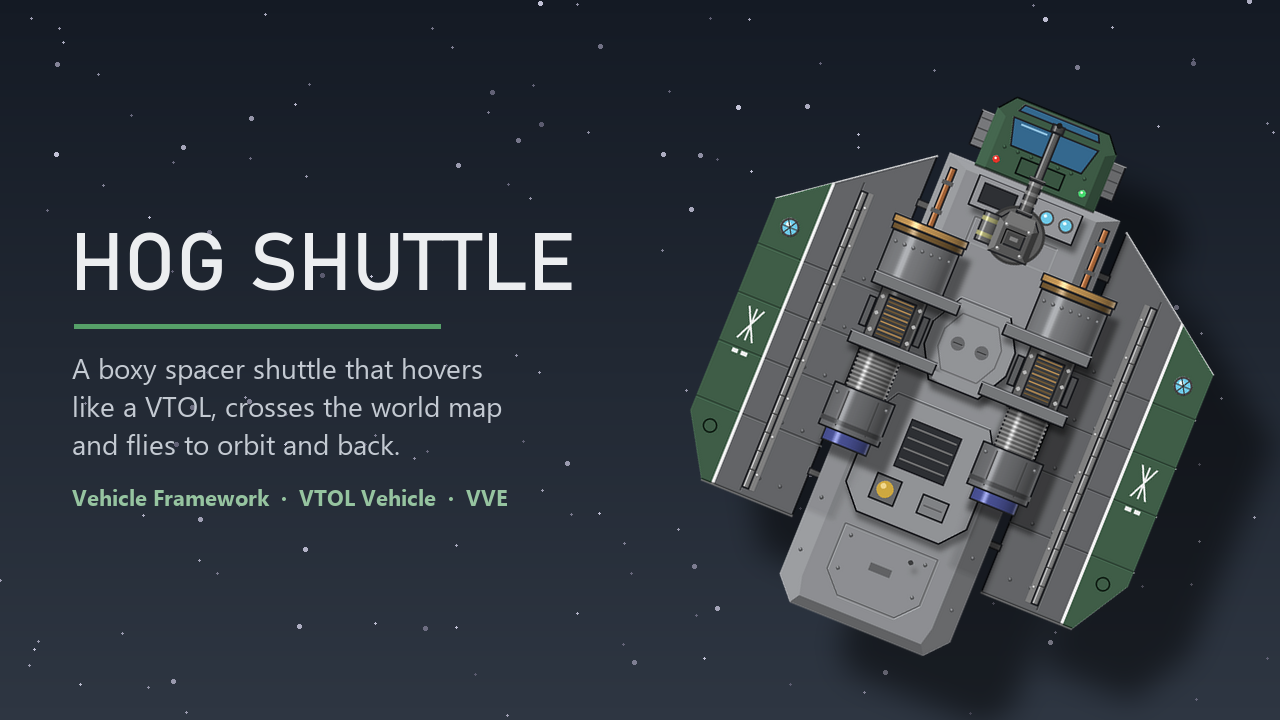 HOG SHUTTLE
A boxy spacer shuttle that hovers
like a VTOL, crosses the world map
and flies to orbit and back.
Vehicle Framework · VTOL Vehicle · VVE